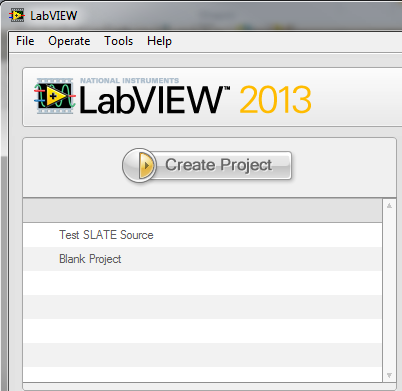 LabVIEW
File Operate Tools Help
NATIONAL INSTRUMENTS
LabVIEW™ 2013
Create Project
Test SLATE Source
Blank Project